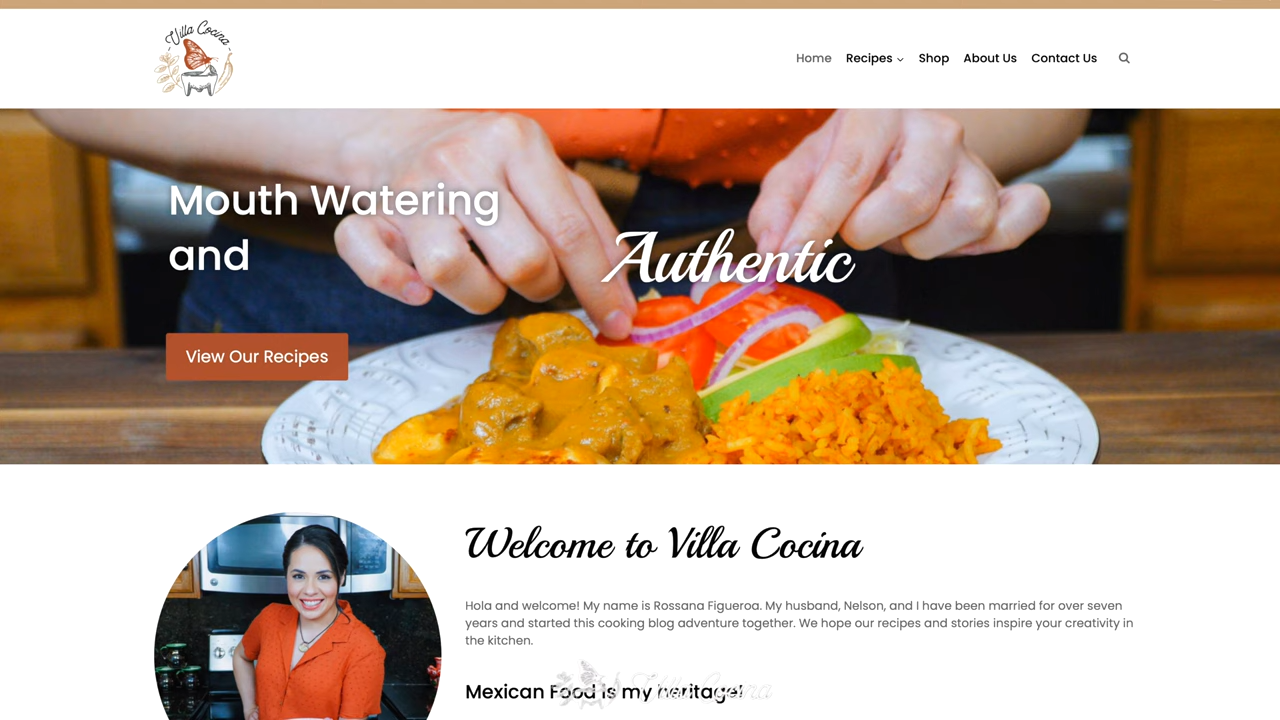 Villa Cocina
Home Recipes Shop About Us Contact Us
Mouth Watering
and
Authentic
View Our Recipes
Welcome to Villa Cocina
Hola and welcome! My name is Rossana Figueroa. My husband, Nelson, and I have been married for over seven
years and started this cooking blog adventure together. We hope our recipes and stories inspire your creativity in
the kitchen.
Mexican Food is my heritage!
Villa Cocina